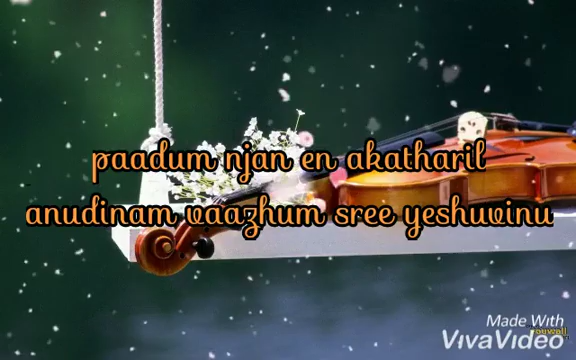 paadum njan en akatharil
anudinam vaazhum sree yeshuvinu
Made With
VivaVideo